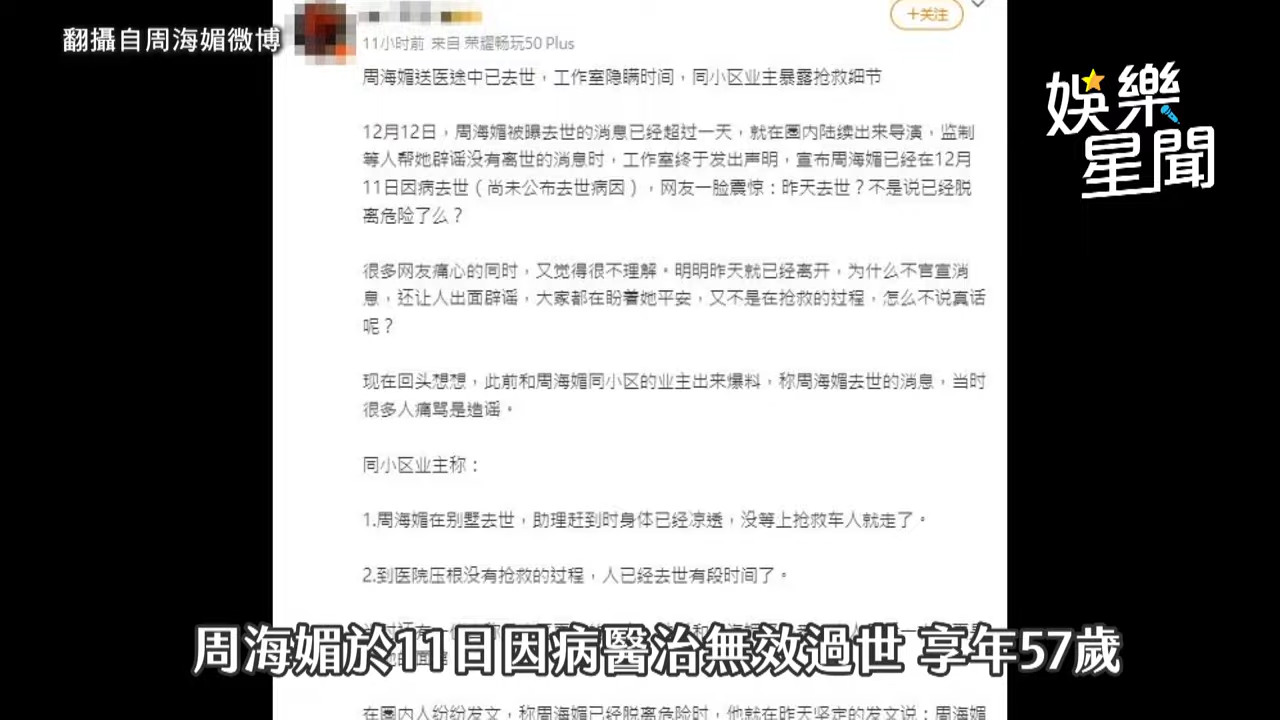 翻攝自周海媚微博
十关注
11小时前 来自 荣耀畅玩50 Plus
娛樂
星聞
周海媚送医途中已去世，工作室隐瞒时间，同小区业主暴露抢救细节
12月12日，周海媚被曝去世的消息已经超过一天，就在圈内陆续出来导演，监制
等人帮她辟谣没有离世的消息时，工作室终于发出声明，宣布周海媚已经在12月
11日因病去世（尚未公布去世病因），网友一脸震惊：昨天去世？不是说已经脱
离危险了么？
很多网友痛心的同时，又觉得很不理解。明明昨天就已经离开，为什么不官宣消
息，还让人出面辟谣，大家都在盼着她平安，又不是在抢救的过程，怎么不说真话
呢？
现在回头想想，此前和周海媚同小区的业主出来爆料，称周海媚去世的消息，当时
很多人痛骂是造谣。
同小区业主称：
1.周海媚在别墅去世，助理赶到时身体已经凉透，没等上抢救车人就走了。
2.到医院压根没有抢救的过程，人已经去世有段时间了。
周海媚於11日因病醫治無效過世 享年57歲
在圈内人纷纷发文，称周海媚已经脱离危险时，他就在昨天坚定的发文说：周海媚